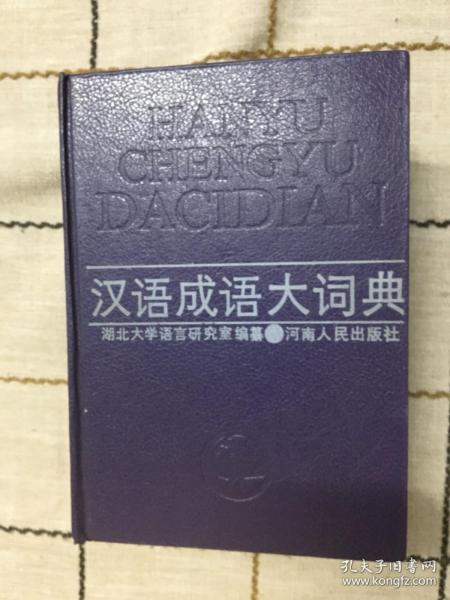 HANYU
CHENGYU
DACIDIAN
汉语成语大词典
湖北大学语言研究室编纂●河南人民出版社
孔夫子旧书网
www.kongfz.com